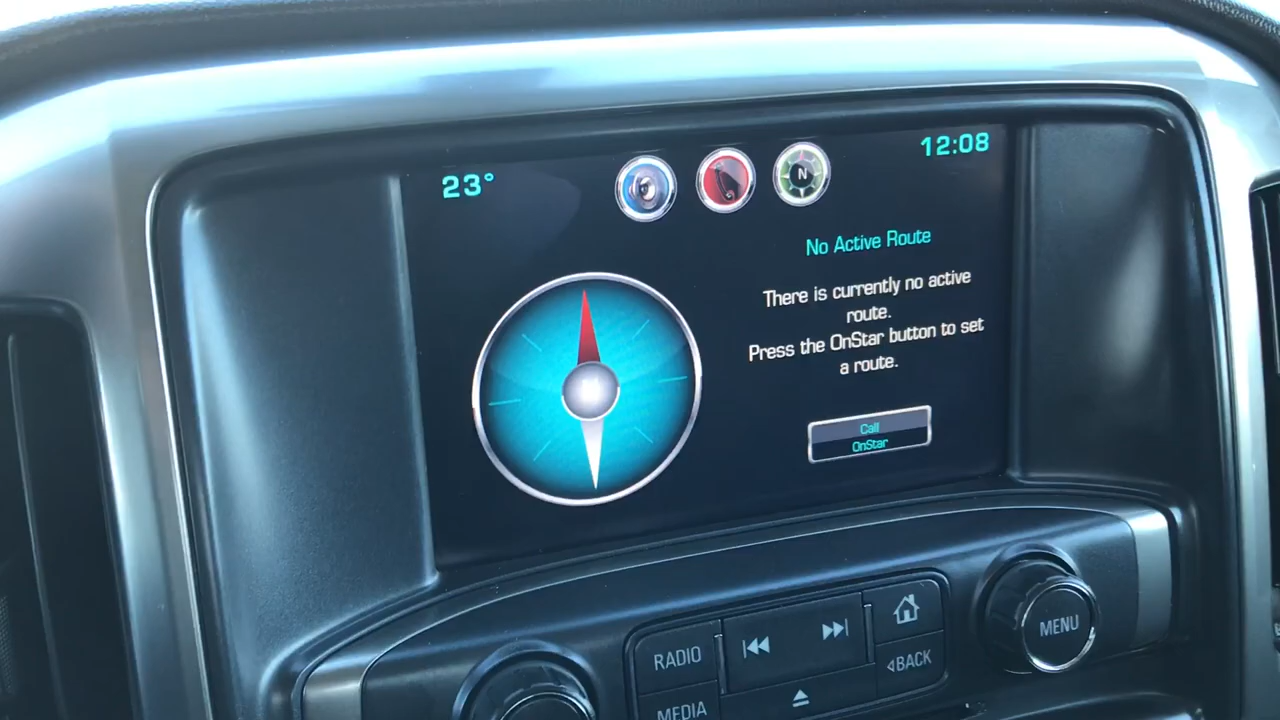 23°
N
12:08
No Active Route
There is currently no active
route.
Press the OnStar button to set
a route.
Call
OnStar
RADIO
MEDIA
BACK
MENU